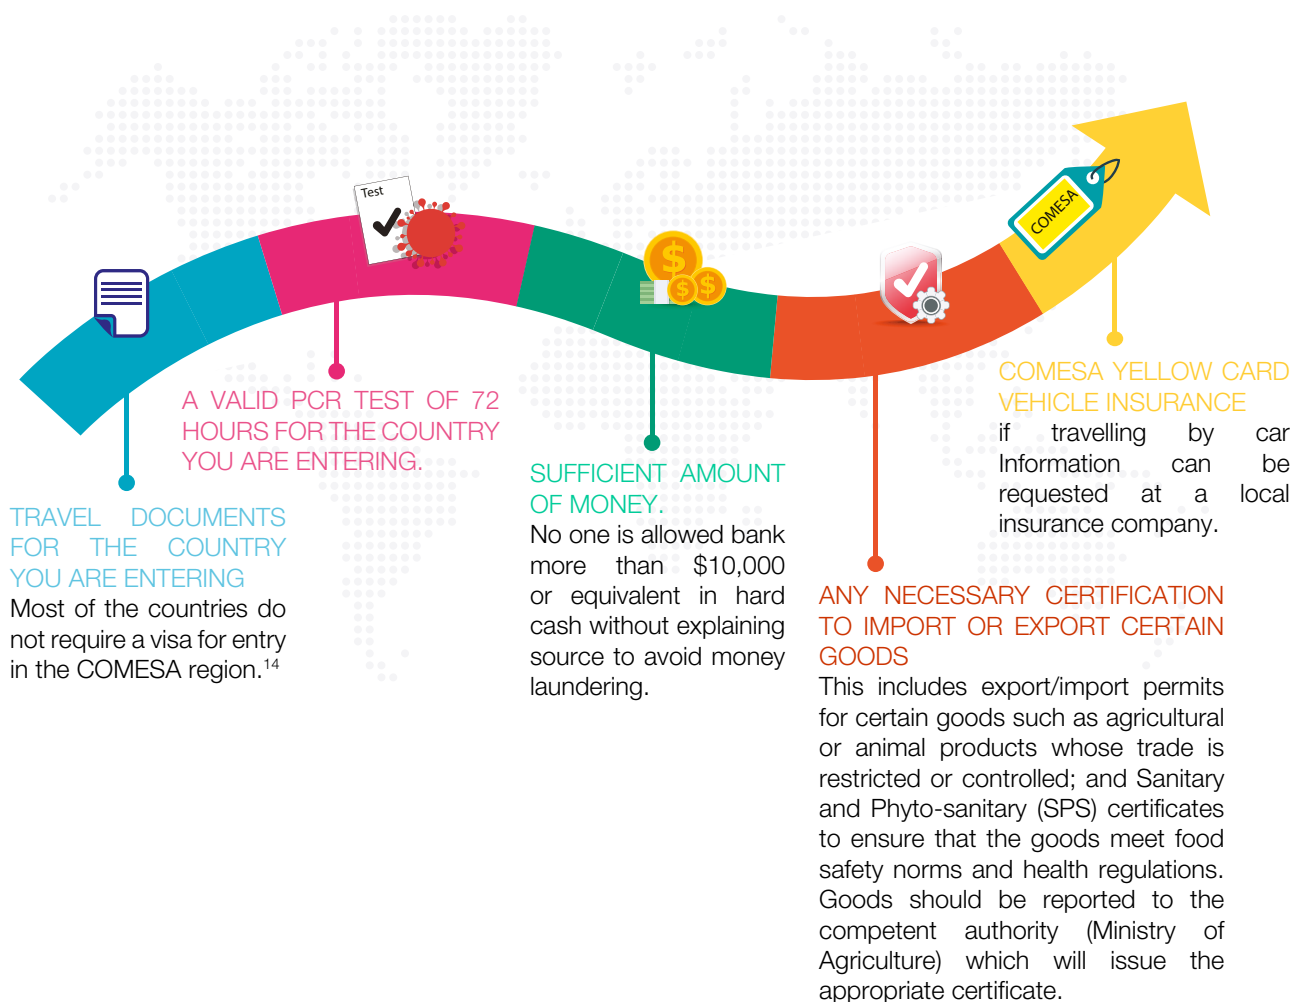 Test
COMESA
TRAVEL DOCUMENTS
FOR THE COUNTRY
YOU ARE ENTERING
Most of the countries do
not require a visa for entry
in the COMESA region.14
A VALID PCR TEST OF 72
HOURS FOR THE COUNTRY
YOU ARE ENTERING.
SUFFICIENT AMOUNT
OF MONEY.
No one is allowed bank
more than $10,000
or equivalent in hard
cash without explaining
source to avoid money
laundering.
ANY NECESSARY CERTIFICATION
TO IMPORT OR EXPORT CERTAIN
GOODS
This includes export/import permits
for certain goods such as agricultural
or animal products whose trade is
restricted or controlled; and Sanitary
and Phyto-sanitary (SPS) certificates
to ensure that the goods meet food
safety norms and health regulations.
Goods should be reported to the
competent authority (Ministry of
Agriculture) which will issue the
appropriate certificate.
COMESA YELLOW CARD
VEHICLE INSURANCE
if travelling by car
Information can be
requested at a local
insurance company.